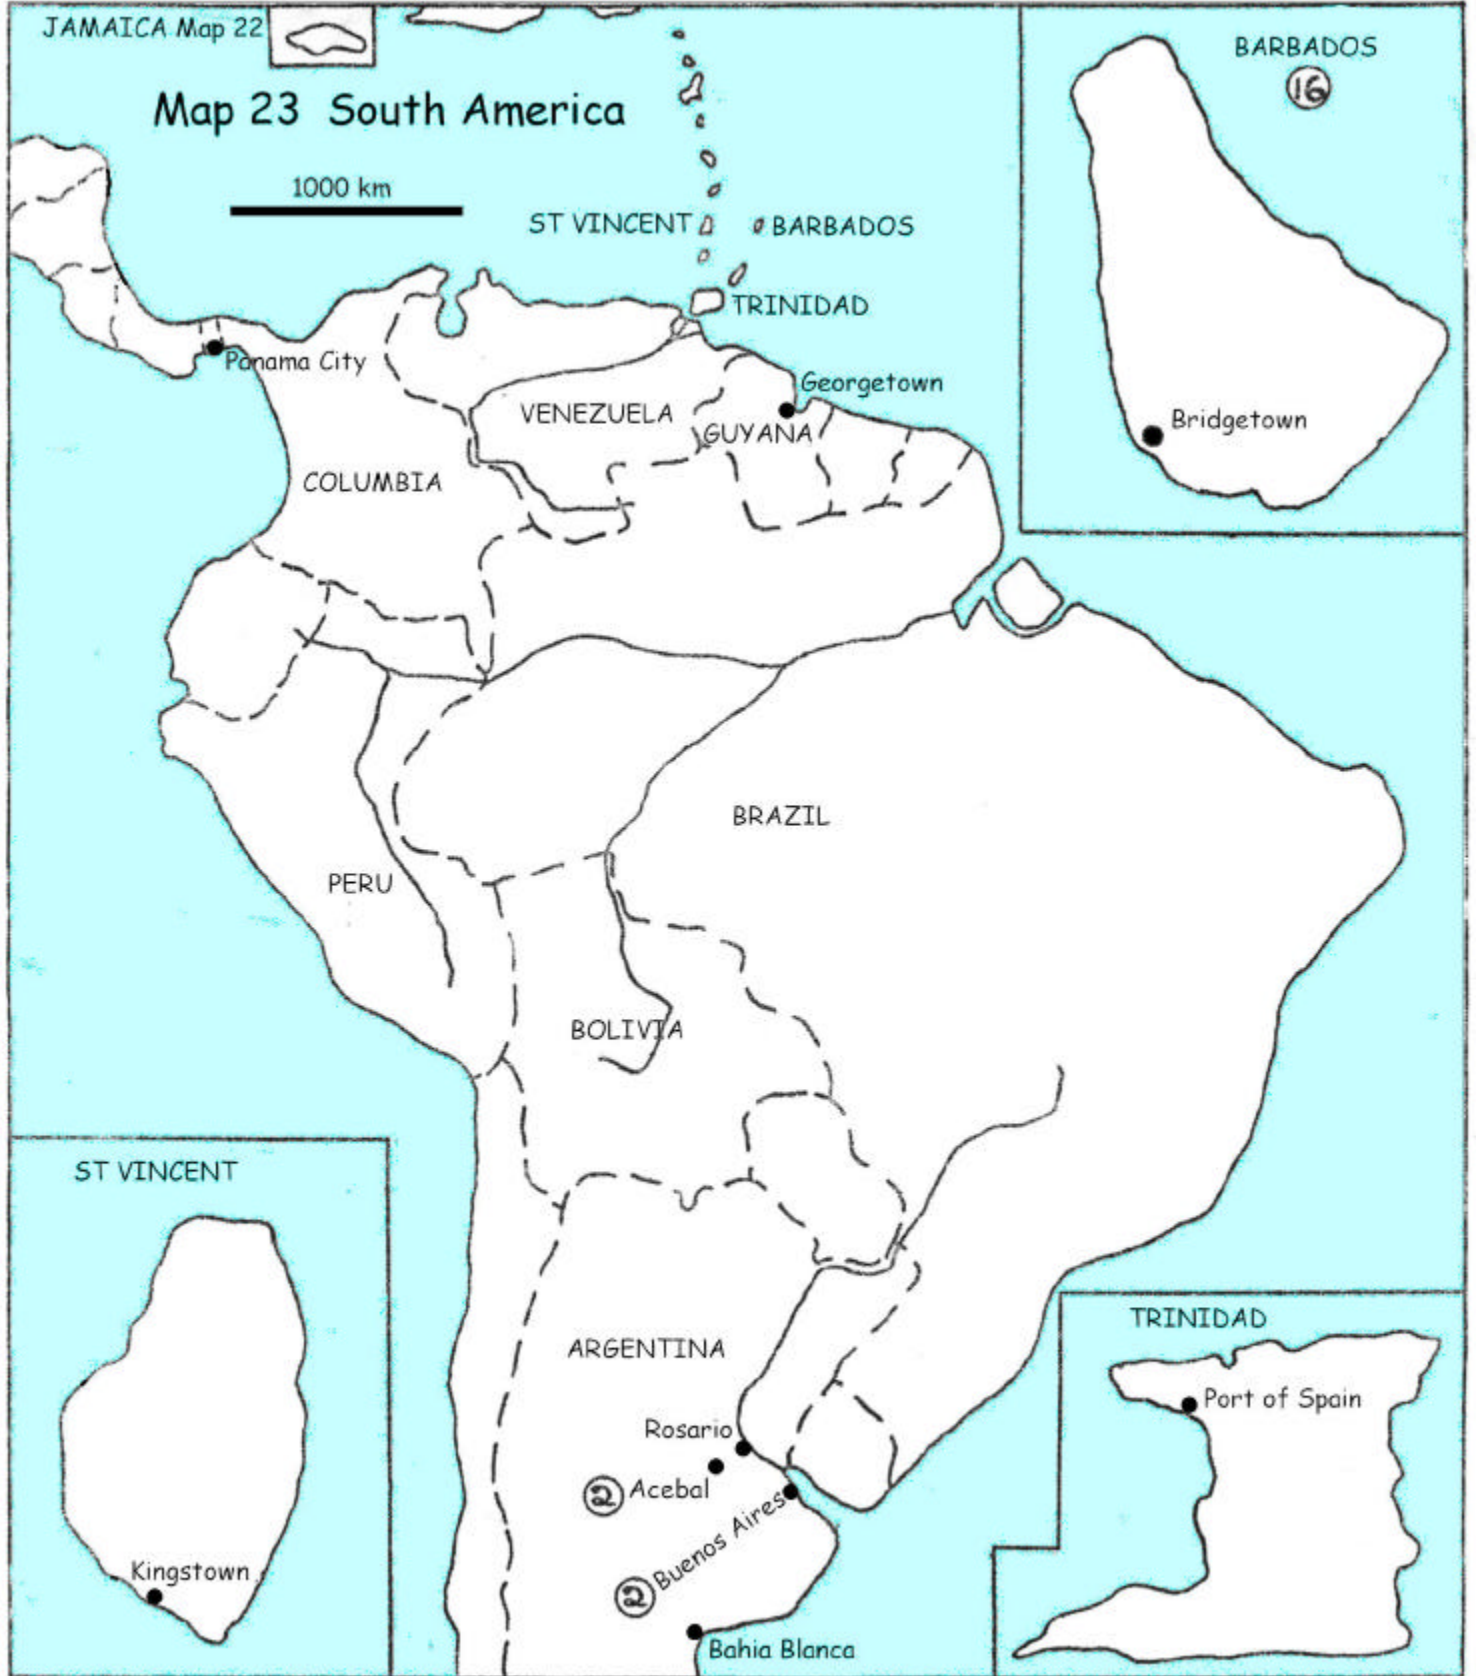 JAMAICA Map 22
BARBADOS
16
Map 23 South America
1000 km
ST VINCENT
BARBADOS
TRINIDAD
Panama City
Georgetown
VENEZUELA
GUYANA
Bridgetown
COLUMBIA
BRAZIL
PERU
BOLIVIA
ST VINCENT
TRINIDAD
ARGENTINA
Port of Spain
Rosario
2 Acebal
2 Buenos Aires
Kingstown
Bahia Blanca